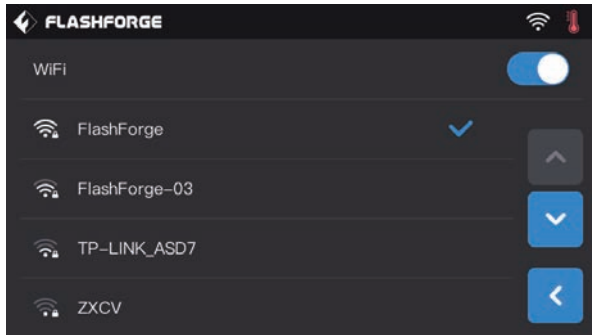 FLASHFORGE
WiFi
FlashForge
FlashForge-03
TP-LINK_ASD7
ZXCV